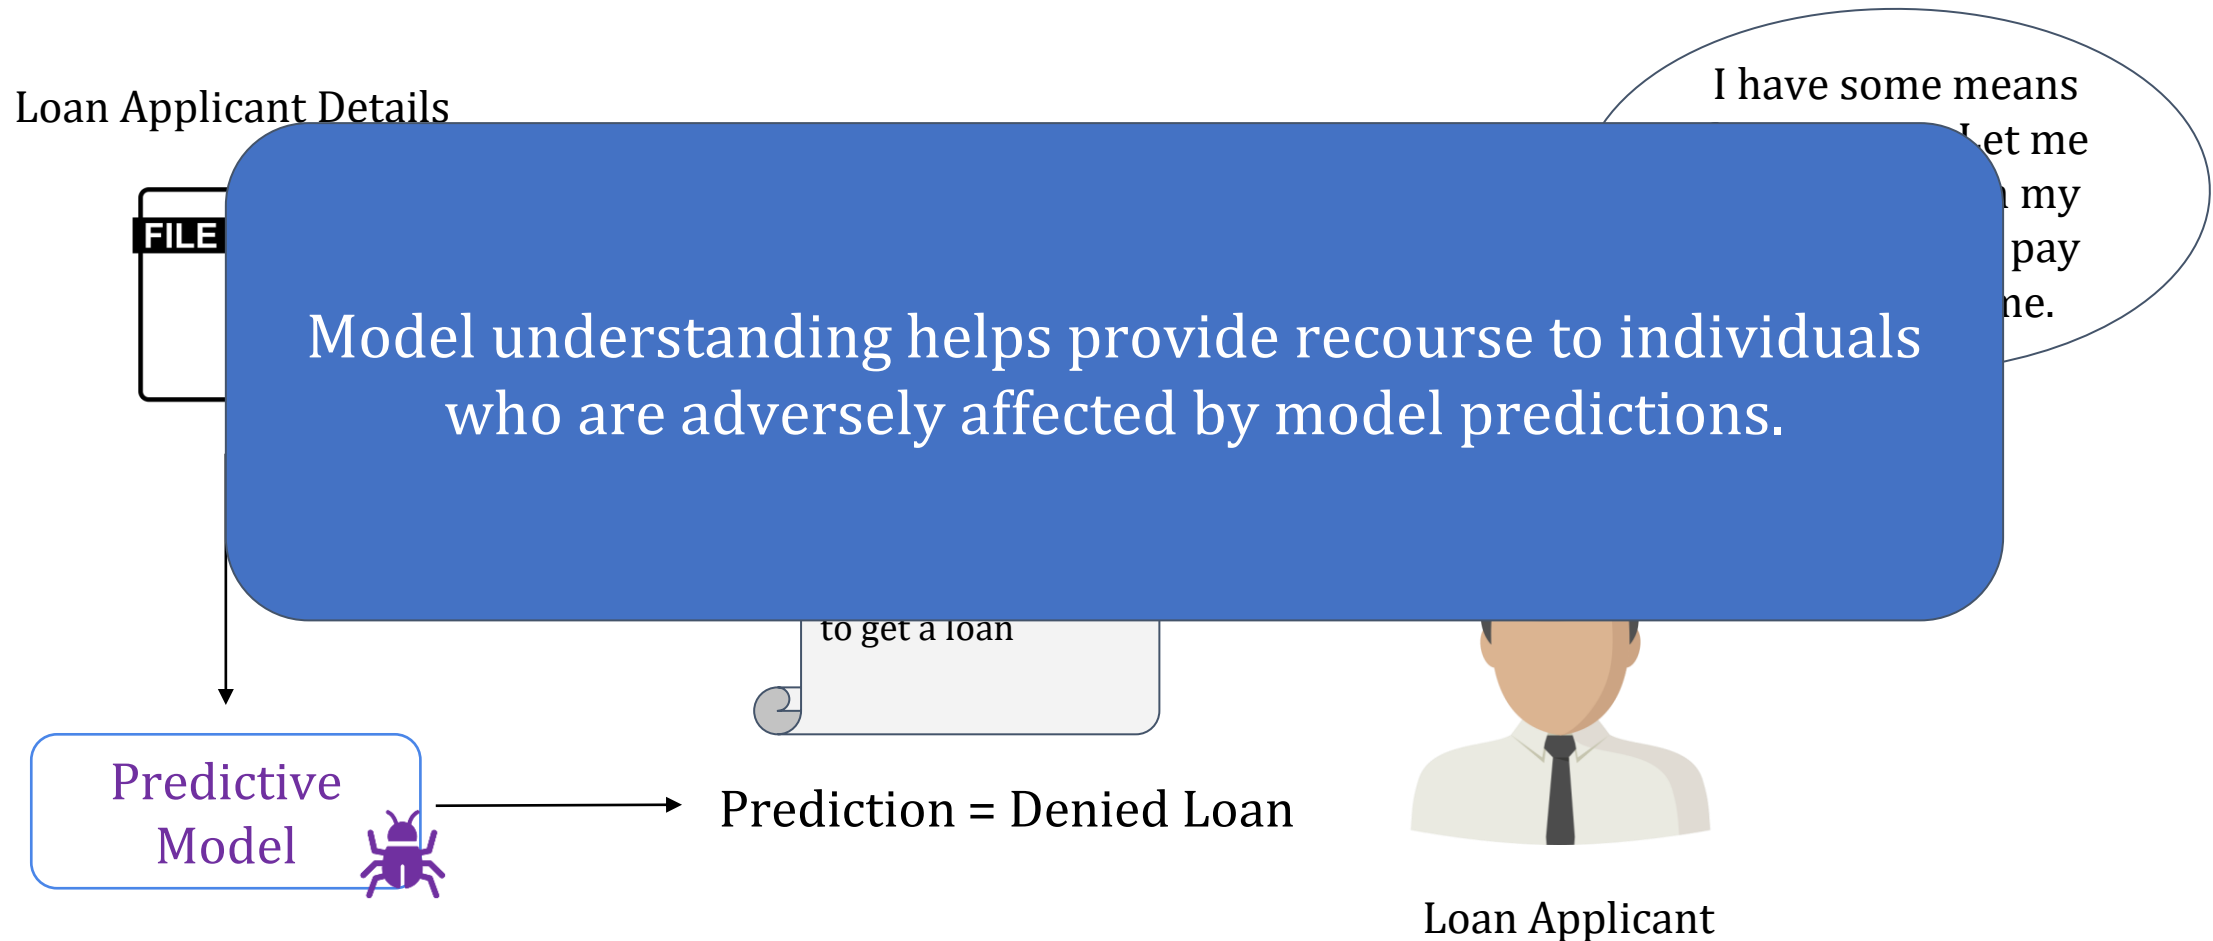 Loan Applicant Details
I have some means
Let me
my
pay
FILE
Model understanding helps provide recourse to individuals
who are adversely affected by model predictions.
to get a loan
Predictive
Model
Prediction = Denied Loan
Loan Applicant